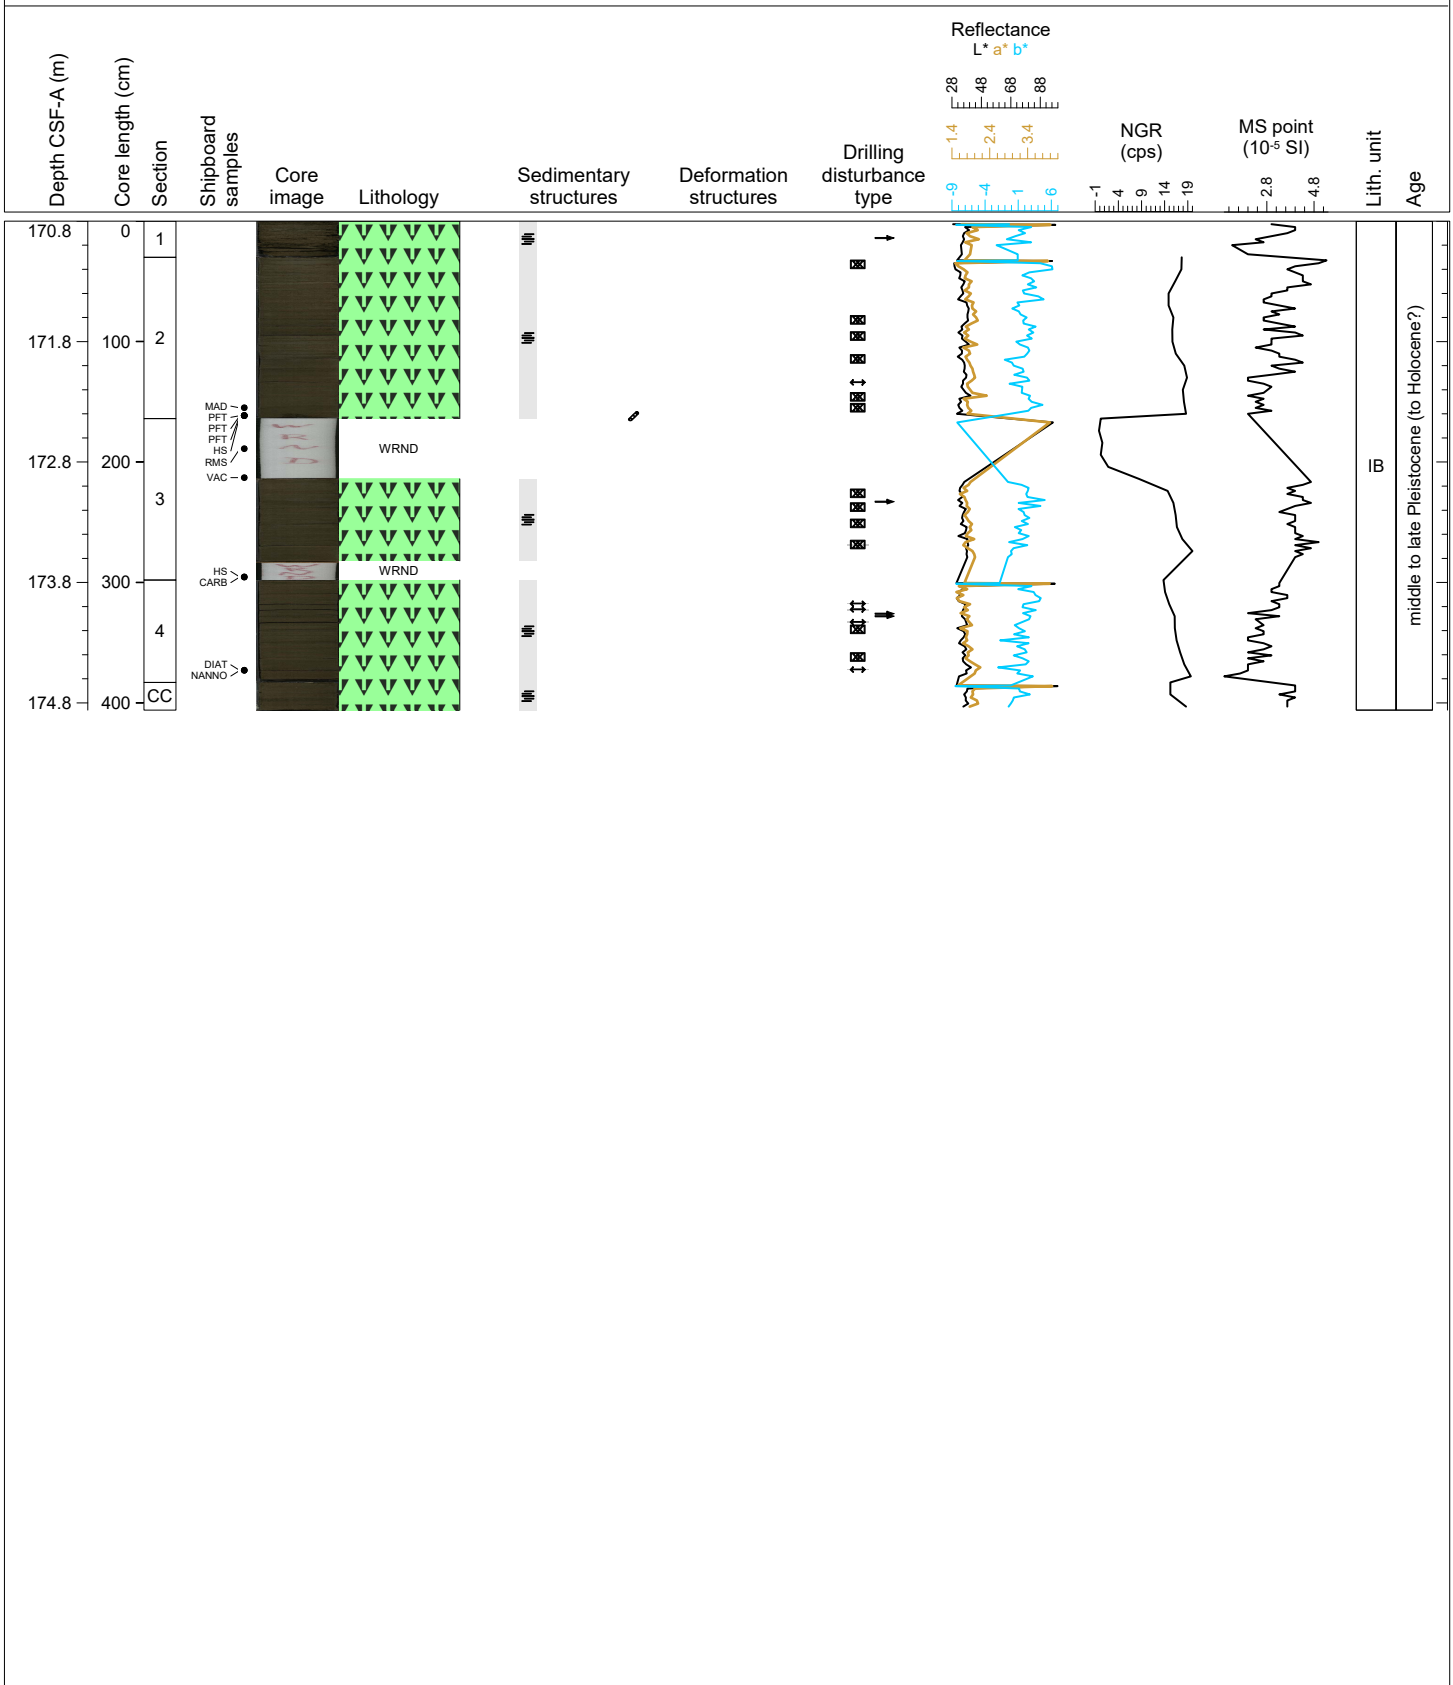 Reflectance
L* a* b*
Depth CSF-A (m)
Core length (cm)
Section
Shipboard
samples
Core
image
Lithology
Sedimentary
structures
Deformation
structures
Drilling
disturbance
type
28 48 68 88
1.4 2.4 3.4
-9 -4 1 6
NGR
(cps)
-1 4 9 14 19
MS point
(10-5 SI)
2.8 4.8
Lith. unit
Age
170.8 0 1
171.8 100 2
MAD
PFT
PFT
PFT
HS
RMS
WRND
172.8 200
VAC
3
IB
middle to late Pleistocene (to Holocene?)
HS
CARB
WRND
173.8 300
4
DIAT
NANNO
CC
174.8 400